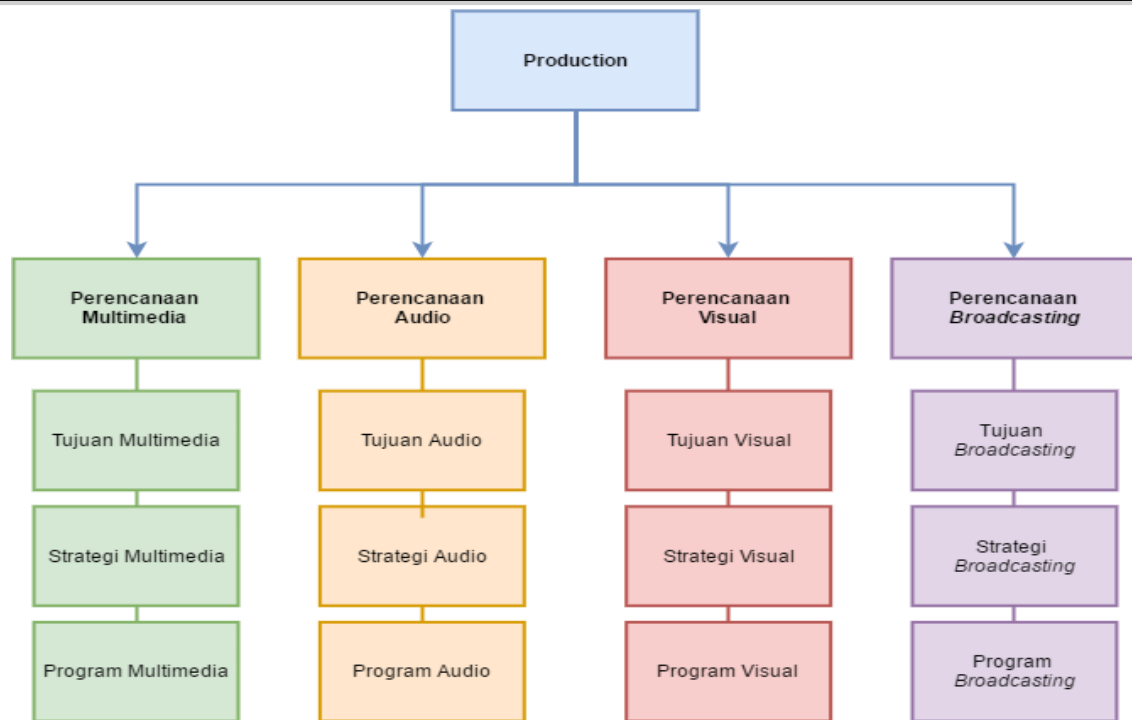 Production
Perencanaan
Multimedia
Perencanaan
Audio
Perencanaan
Visual
Perencanaan
Broadcasting
Tujuan Multimedia
Tujuan Audio
Tujuan Visual
Tujuan
Broadcasting
Strategi Multimedia
Strategi Audio
Strategi Visual
Strategi
Broadcasting
Program Multimedia
Program Audio
Program Visual
Program
Broadcasting